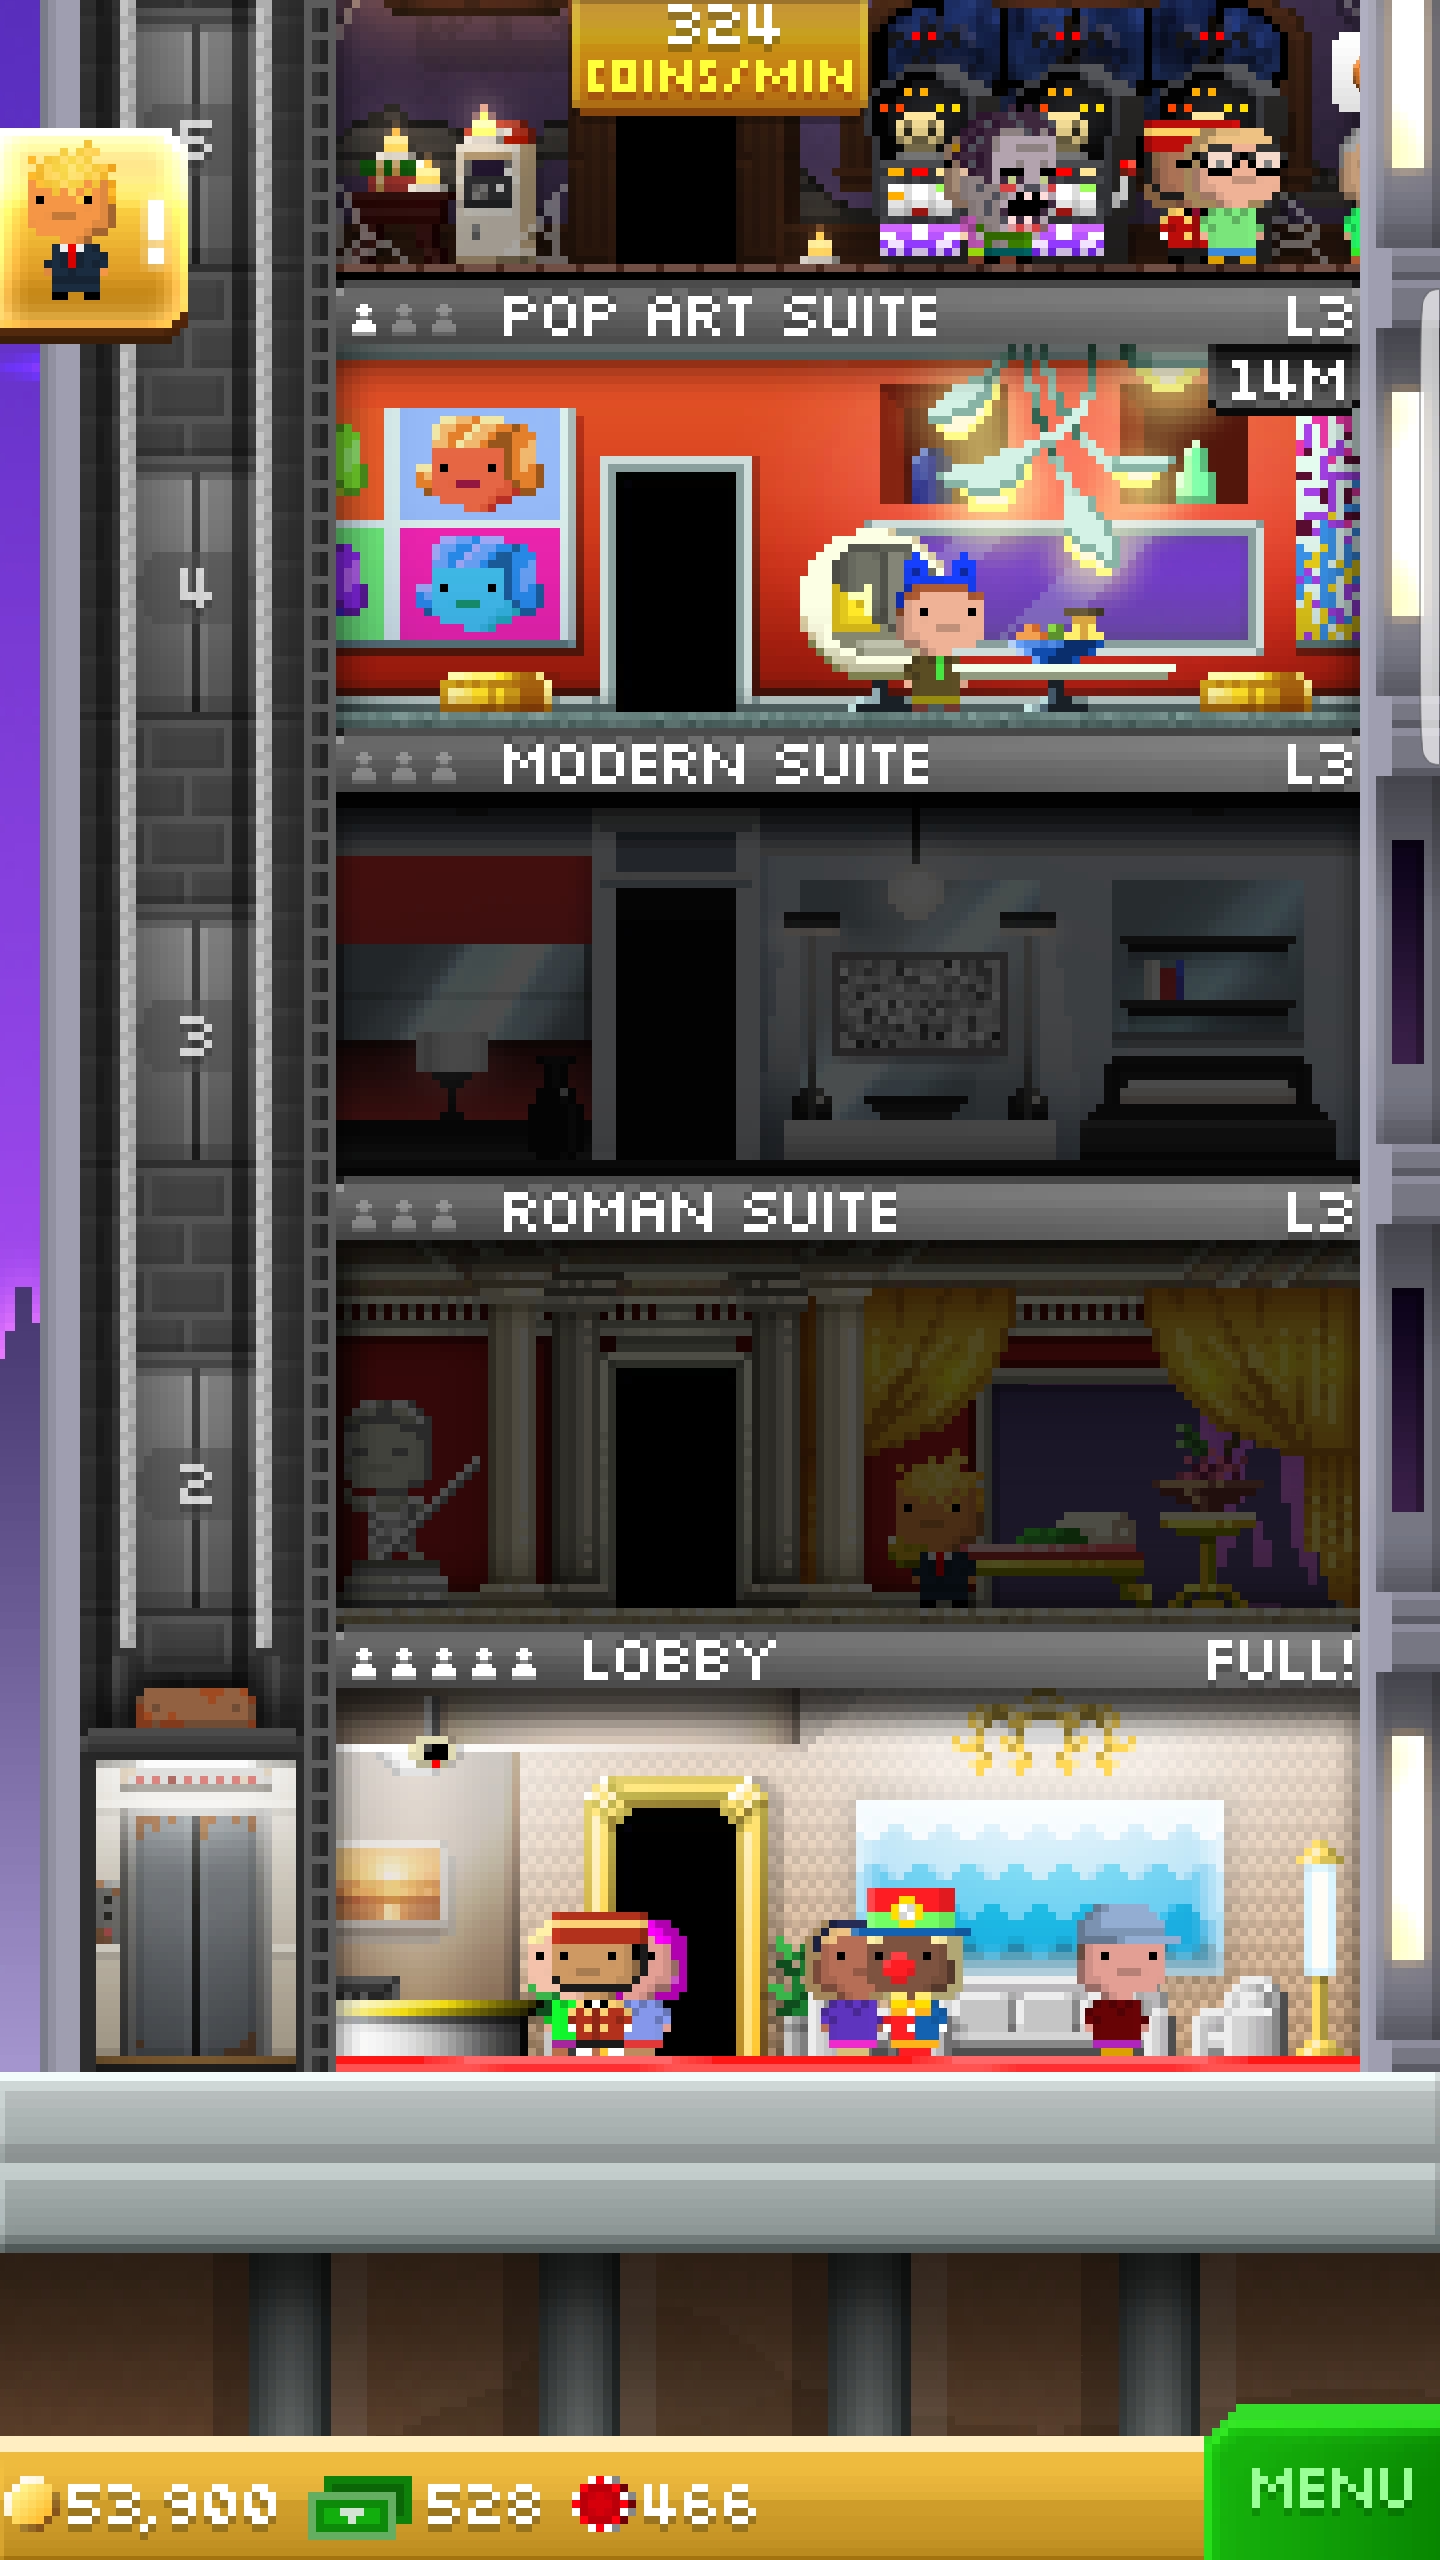 324
COINS/MIN
5
!
POP ART SUITE L3
14M
4
MODERN SUITE L3
3
ROMAN SUITE L3
2
LOBBY FULL!
53,900 528 466
MENU